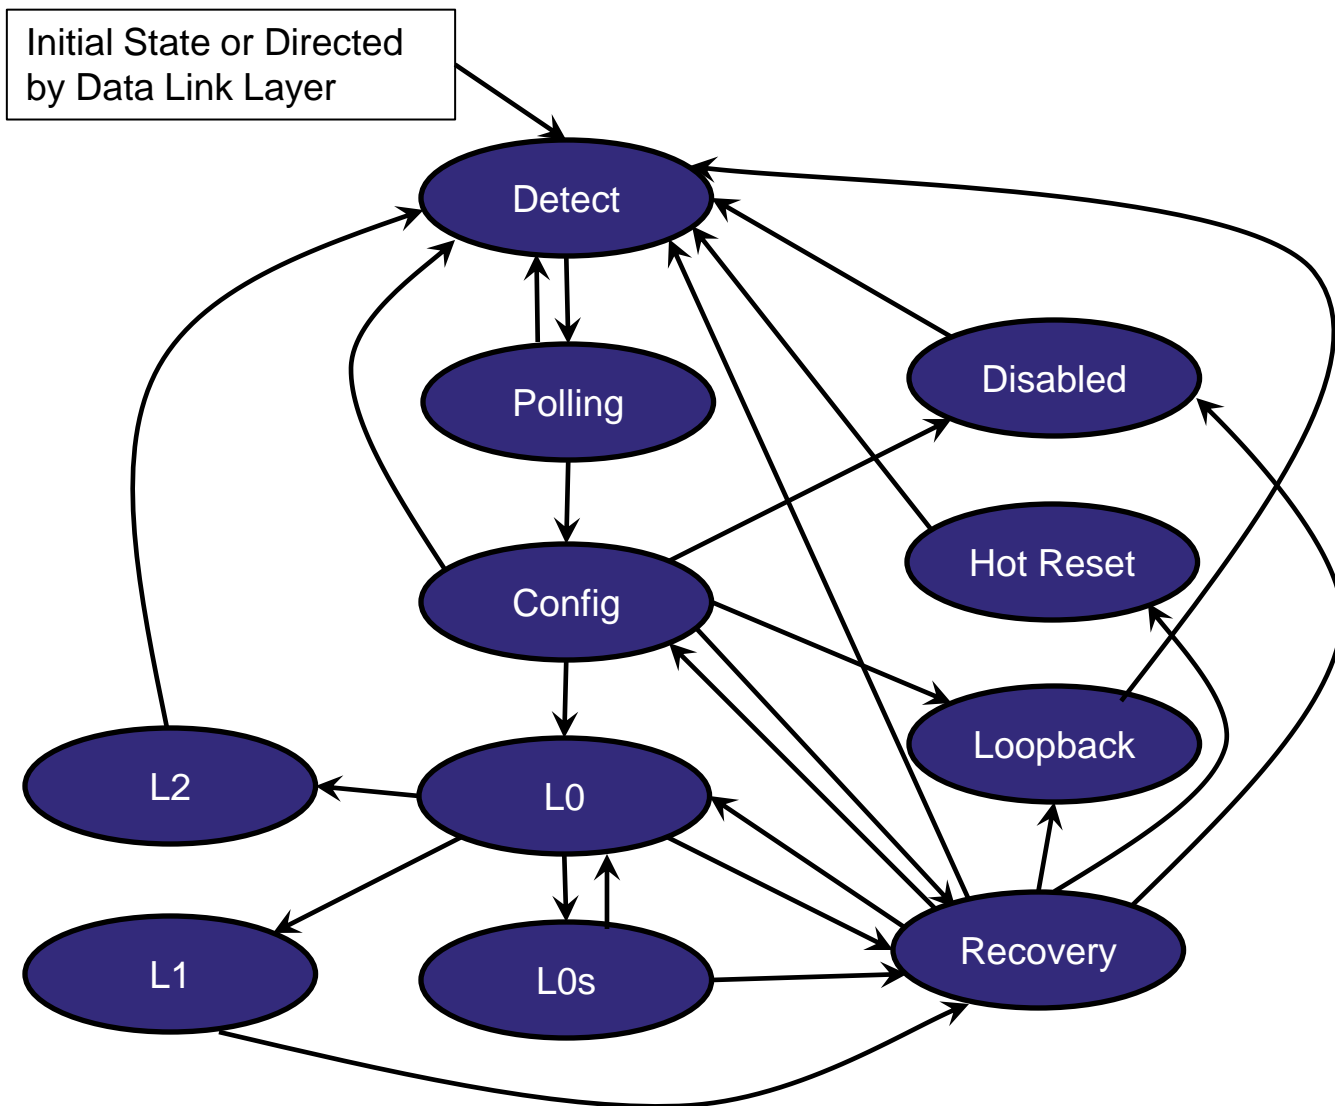 Initial State or Directed
by Data Link Layer
Detect
Polling
Disabled
Config
Hot Reset
L2
L0
Loopback
L1
L0s
Recovery